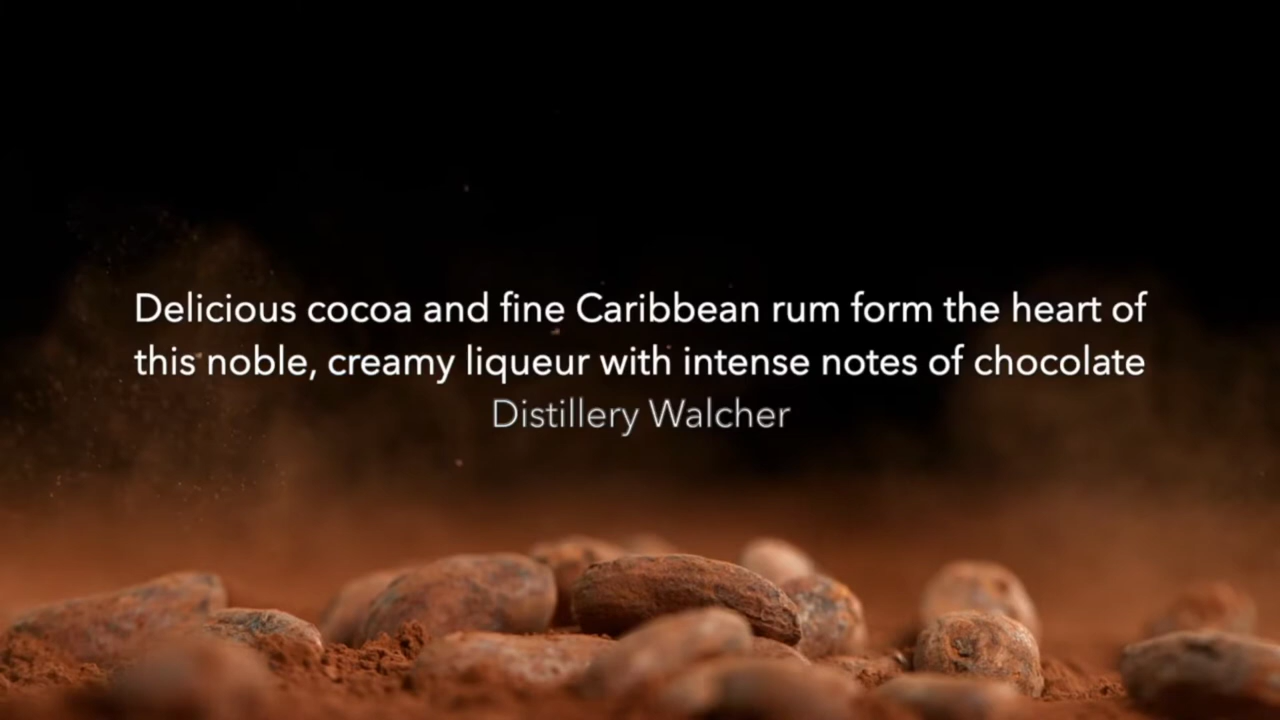 Delicious cocoa and fine Caribbean rum form the heart of
this noble, creamy liqueur with intense notes of chocolate
Distillery Walcher